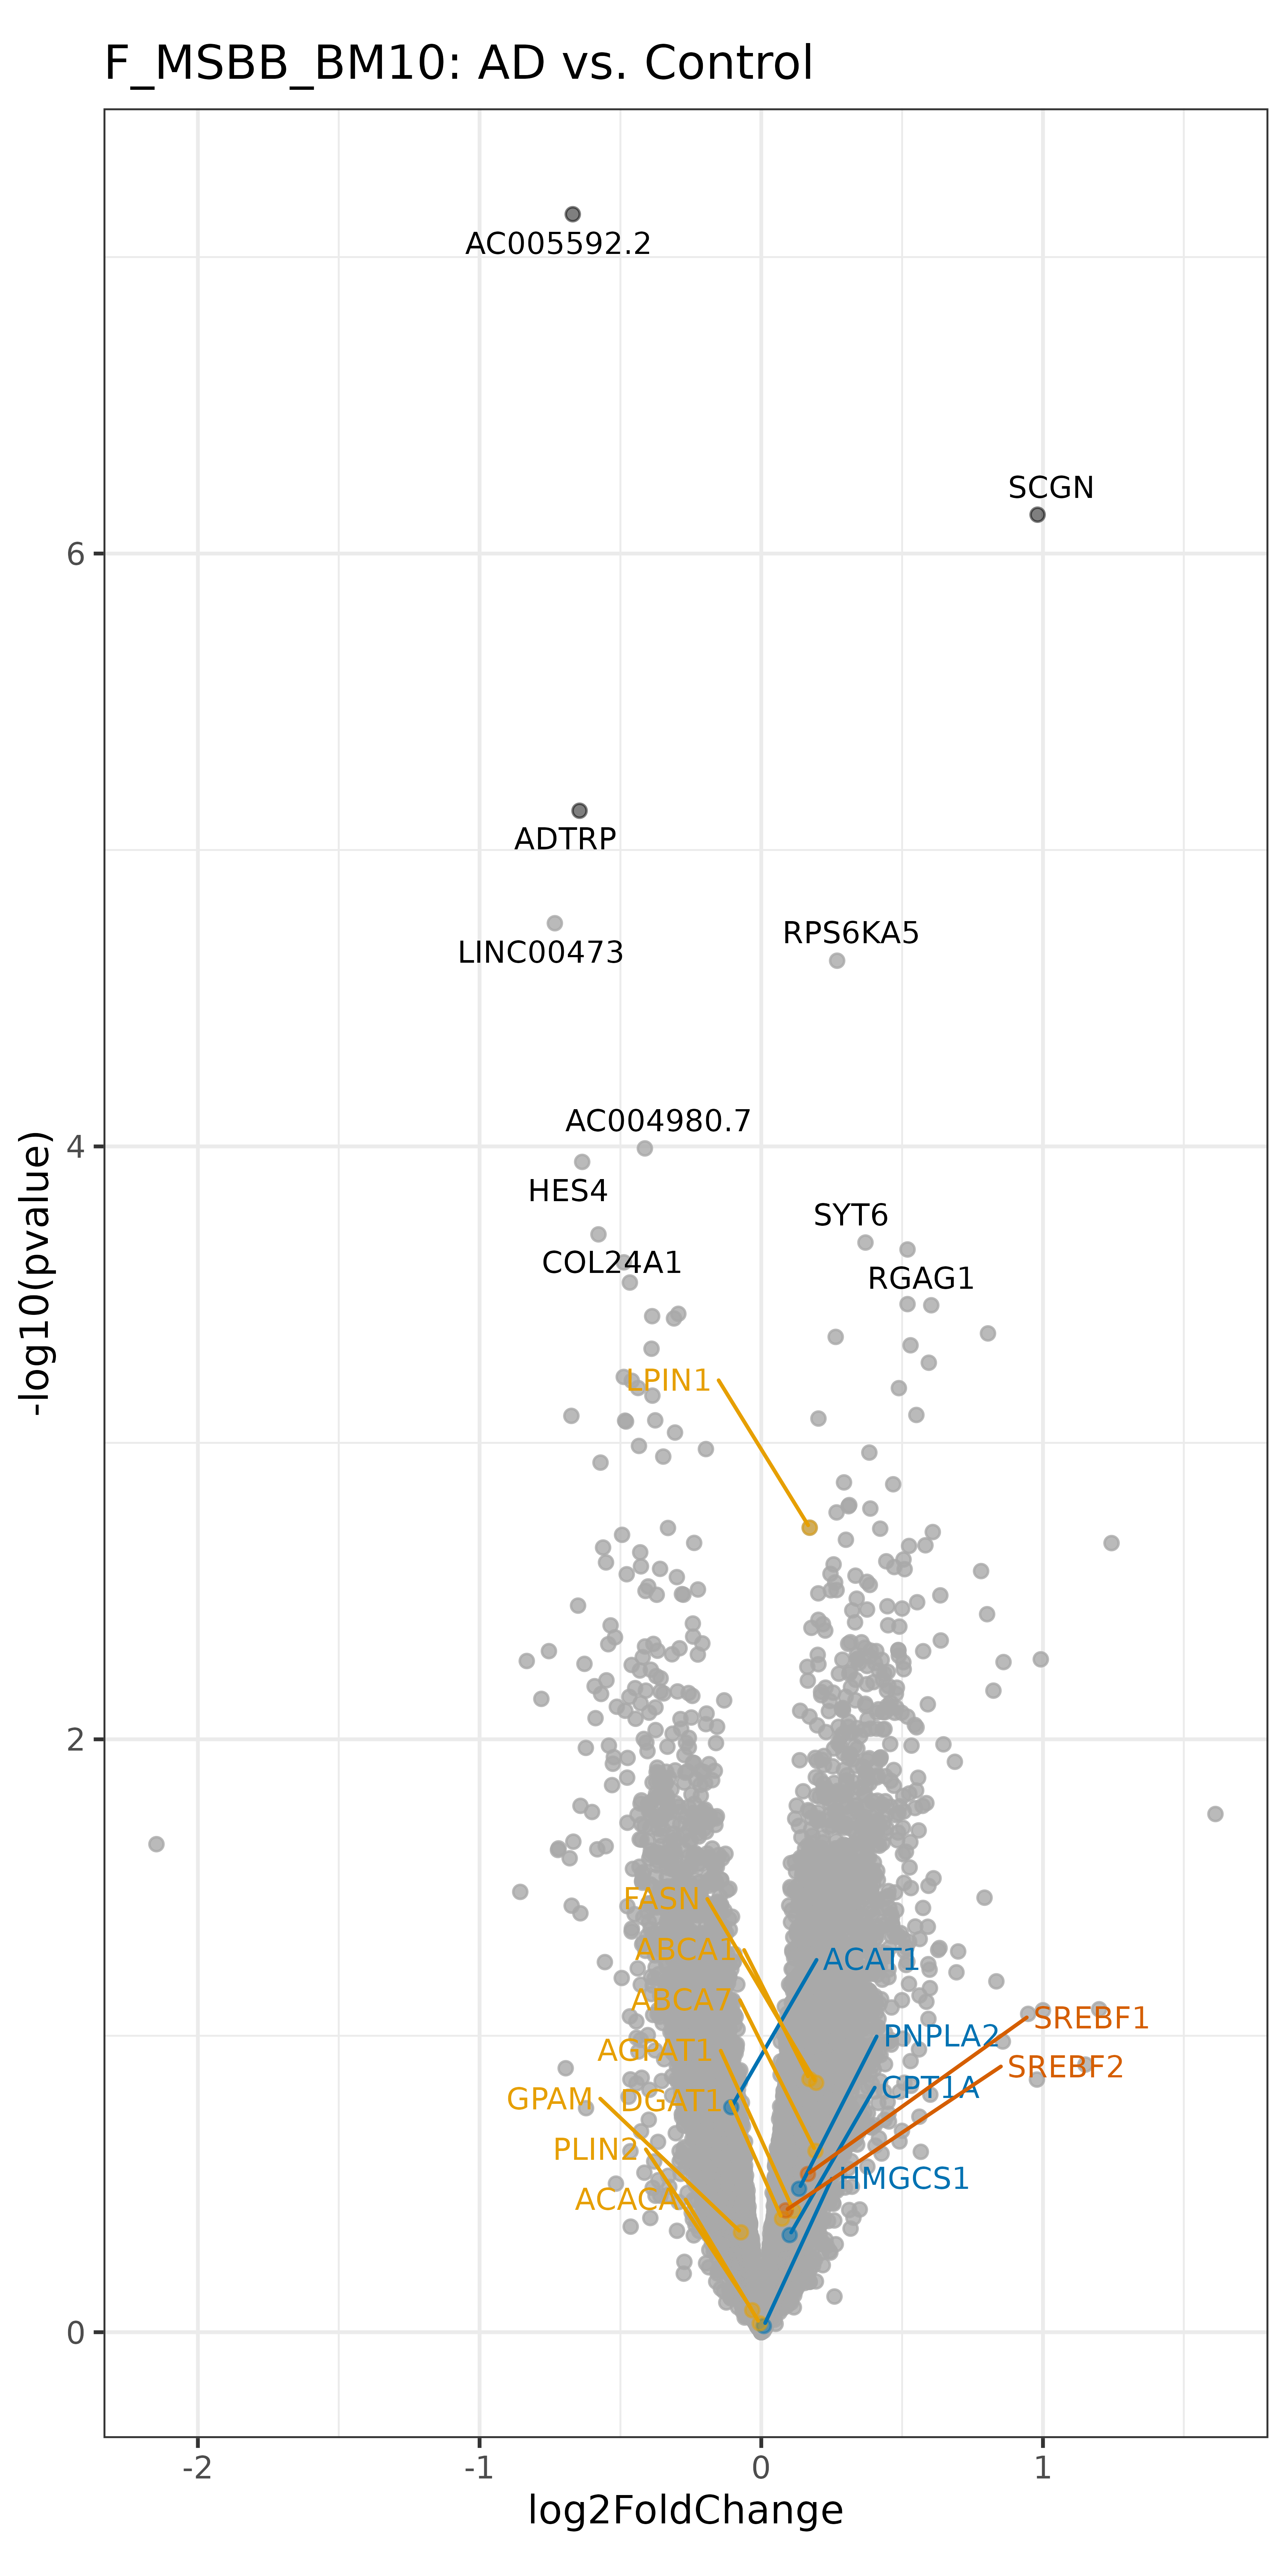 F_MSBB_BM10: AD vs. Control
AC005592.2
SCGN
6
ADTRP
RPS6KA5
LINC00473
AC004980.7
4
HES4
SYT6
COL24A1
RGAG1
-log10(pvalue)
LPIN1
2
FASN
ABCA1
ACAT1
ABCA7
SREBF1
PNPLA2
AGPAT1
SREBF2
CPT1A
GPAM
DGAT1
PLIN2
HMGCS1
ACACA
0
-2
-1
0
1
log2FoldChange